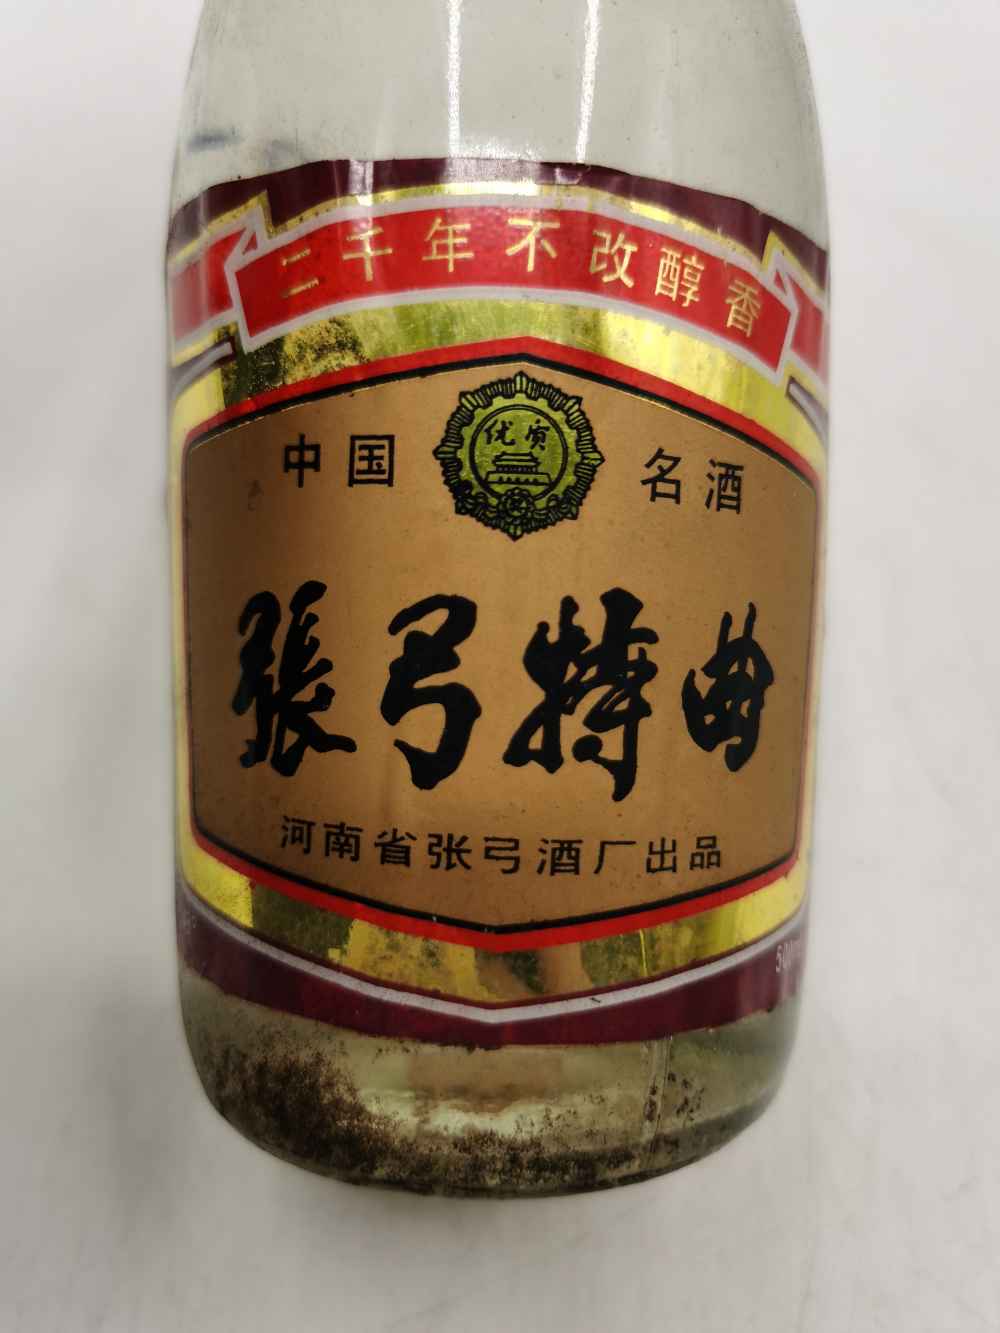 二千年不改醇香
优质
中国 名酒
張弓特曲
河南省张弓酒厂出品